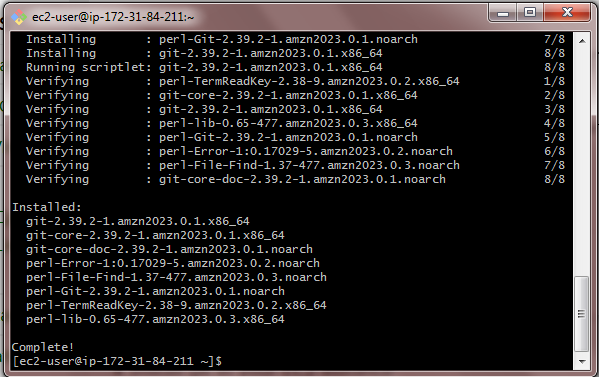 ec2-user@ip-172-31-84-211:~
Installing : perl-Git-2.39.2-1.amzn2023.0.1.noarch 7/8
Installing : git-2.39.2-1.amzn2023.0.1.x86_64 8/8
Running scriptlet: git-2.39.2-1.amzn2023.0.1.x86_64 8/8
Verifying : perl-TermReadKey-2.38-9.amzn2023.0.2.x86_64 1/8
Verifying : git-core-2.39.2-1.amzn2023.0.1.x86_64 2/8
Verifying : git-2.39.2-1.amzn2023.0.1.x86_64 3/8
Verifying : perl-lib-0.65-477.amzn2023.0.3.x86_64 4/8
Verifying : perl-Git-2.39.2-1.amzn2023.0.1.noarch 5/8
Verifying : perl-Error-1:0.17029-5.amzn2023.0.2.noarch 6/8
Verifying : perl-File-Find-1.37-477.amzn2023.0.3.noarch 7/8
Verifying : git-core-doc-2.39.2-1.amzn2023.0.1.noarch 8/8
Installed:
git-2.39.2-1.amzn2023.0.1.x86_64
git-core-2.39.2-1.amzn2023.0.1.x86_64
git-core-doc-2.39.2-1.amzn2023.0.1.noarch
perl-Error-1:0.17029-5.amzn2023.0.2.noarch
perl-File-Find-1.37-477.amzn2023.0.3.noarch
perl-Git-2.39.2-1.amzn2023.0.1.noarch
perl-TermReadKey-2.38-9.amzn2023.0.2.x86_64
perl-lib-0.65-477.amzn2023.0.3.x86_64
Complete!
[ec2-user@ip-172-31-84-211 ~]$